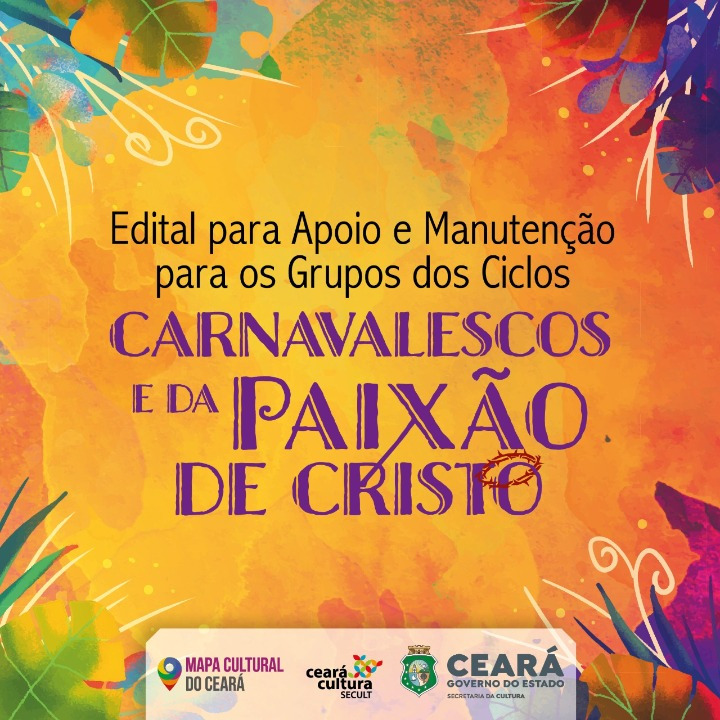 Edital para Apoio e Manutenção
para os Grupos dos Ciclos
CARNAVALESCOS
E DA PAIXÃO
DE CRISTO
MAPA CULTURAL
DO CEARÁ
ceará
cultura
SECULT
CEARÁ
GOVERNO DO ESTADO
SECRETARIA DA CULTURA